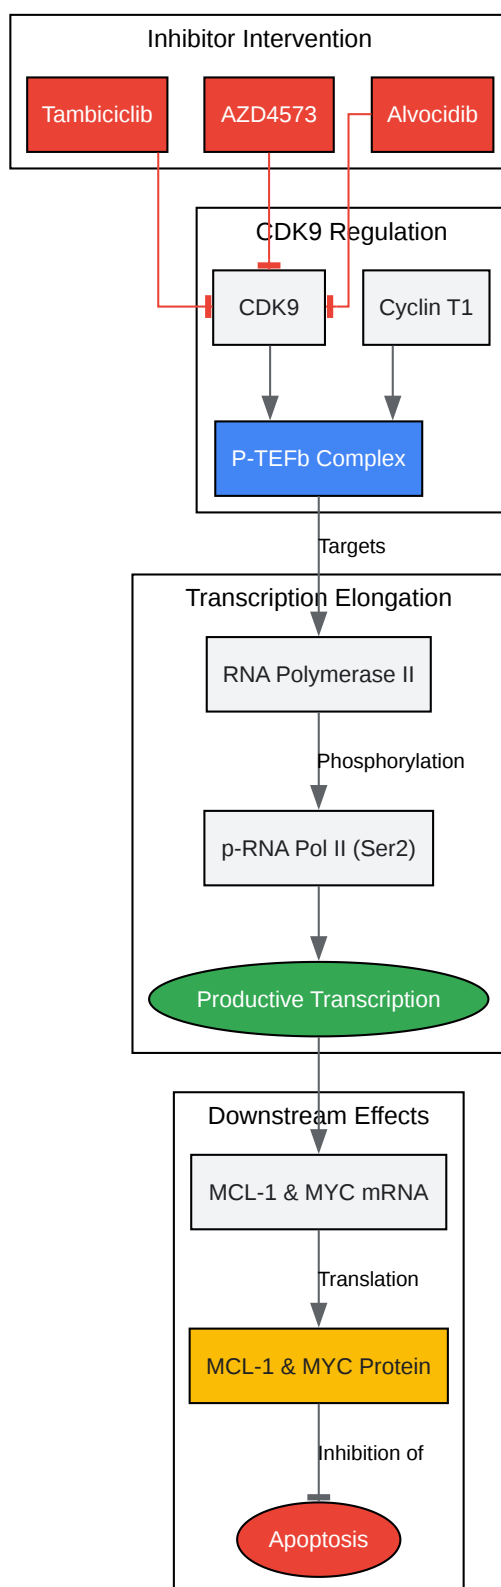 Inhibitor Intervention
Tambiciclib
AZD4573
Alvocidib
CDK9 Regulation
CDK9
Cyclin T1
P-TEFb Complex
Targets
Transcription Elongation
RNA Polymerase II
Phosphorylation
p-RNA Pol II (Ser2)
Productive Transcription
Downstream Effects
MCL-1 & MYC mRNA
Translation
MCL-1 & MYC Protein
Inhibition of
Apoptosis